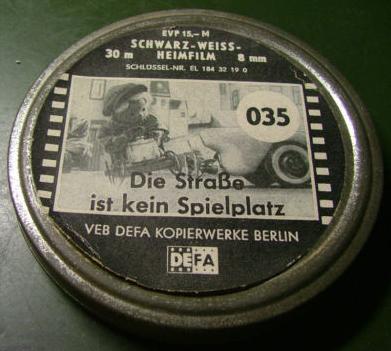 EVP 15,– M
SCHWARZ-WEISS-
HEIMFILM
30 m 8 mm
SCHLÜSSEL-NR. EL 184 32 19 0
035
Die Straße
ist kein Spielplatz
VEB DEFA KOPIERWERKE BERLIN
DEFA